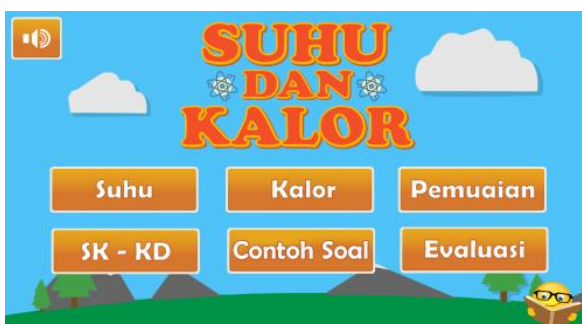 SUHU
DAN
KALOR
Suhu
Kalor
Pemuaian
SK - KD
Contoh Soal
Evaluasi